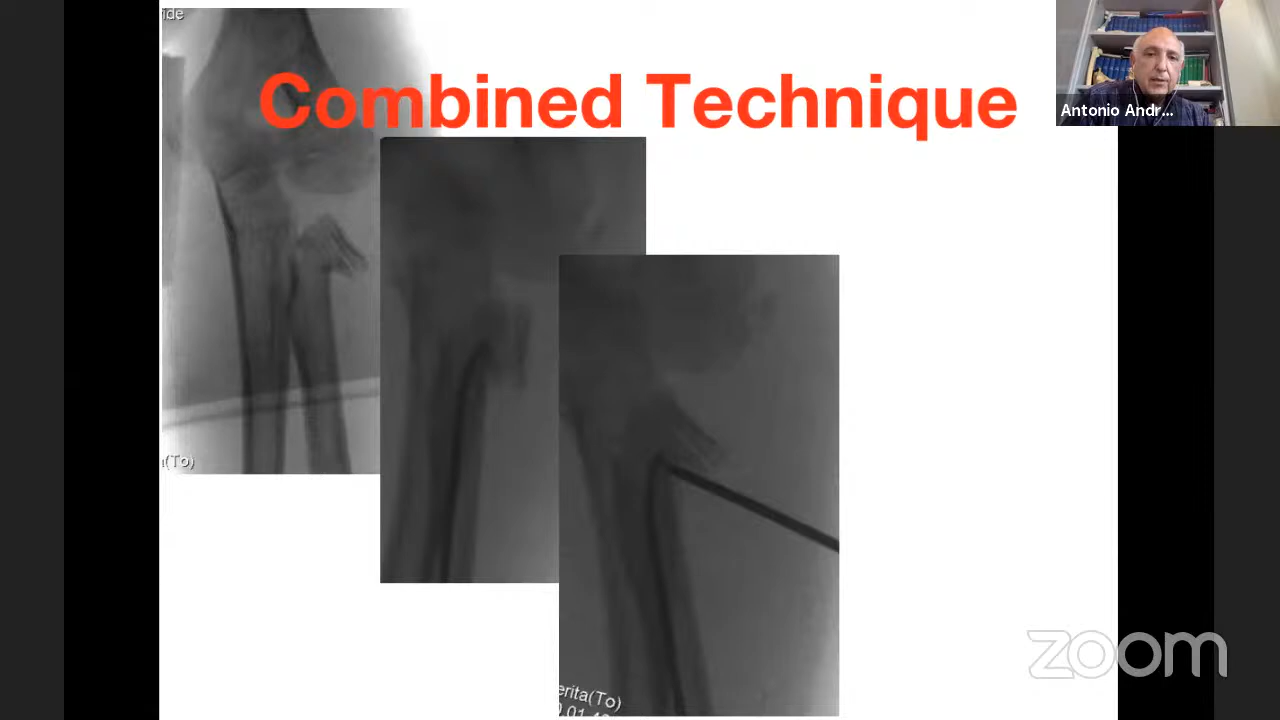 ide
Combined Technique
Antonio Andr...
(To)
erita(To)
zoom